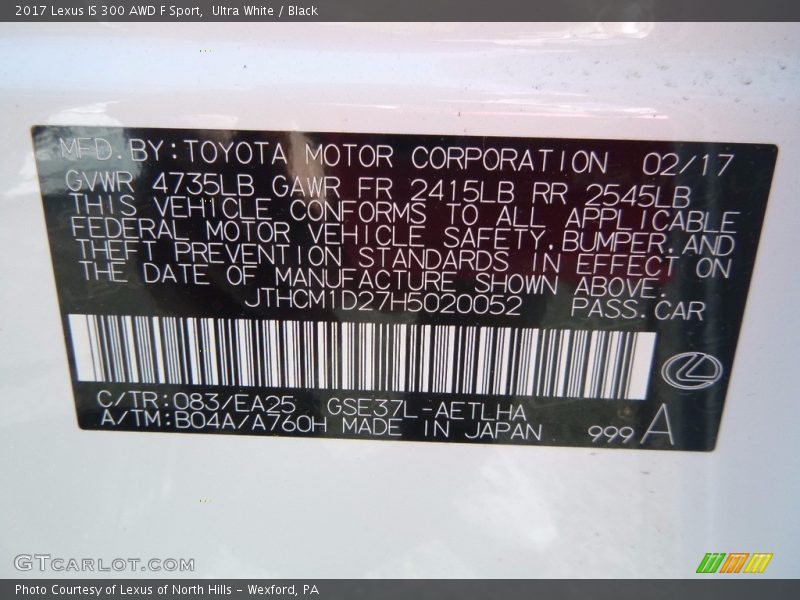 2017 Lexus IS 300 AWD F Sport,  Ultra White / Black
MFD.BY:TOYOTA MOTOR CORPORATION 02/17
GVWR 4735LB GAWR FR 2415LB RR 2545LB
THIS VEHICLE CONFORMS TO ALL APPLICABLE
FEDERAL MOTOR VEHICLE SAFETY,BUMPER,AND
THEFT PREVENTION STANDARDS IN EFFECT ON
THE DATE OF MANUFACTURE SHOWN ABOVE.
JTHCM1D27H5020052 PASS.CAR
C/TR:083/EA25 GSE37L-AETLHA
A/TM:B04A/A760H MADE IN JAPAN 999 A
GTCARLOT.COM
Photo Courtesy of Lexus of North Hills - Wexford, PA